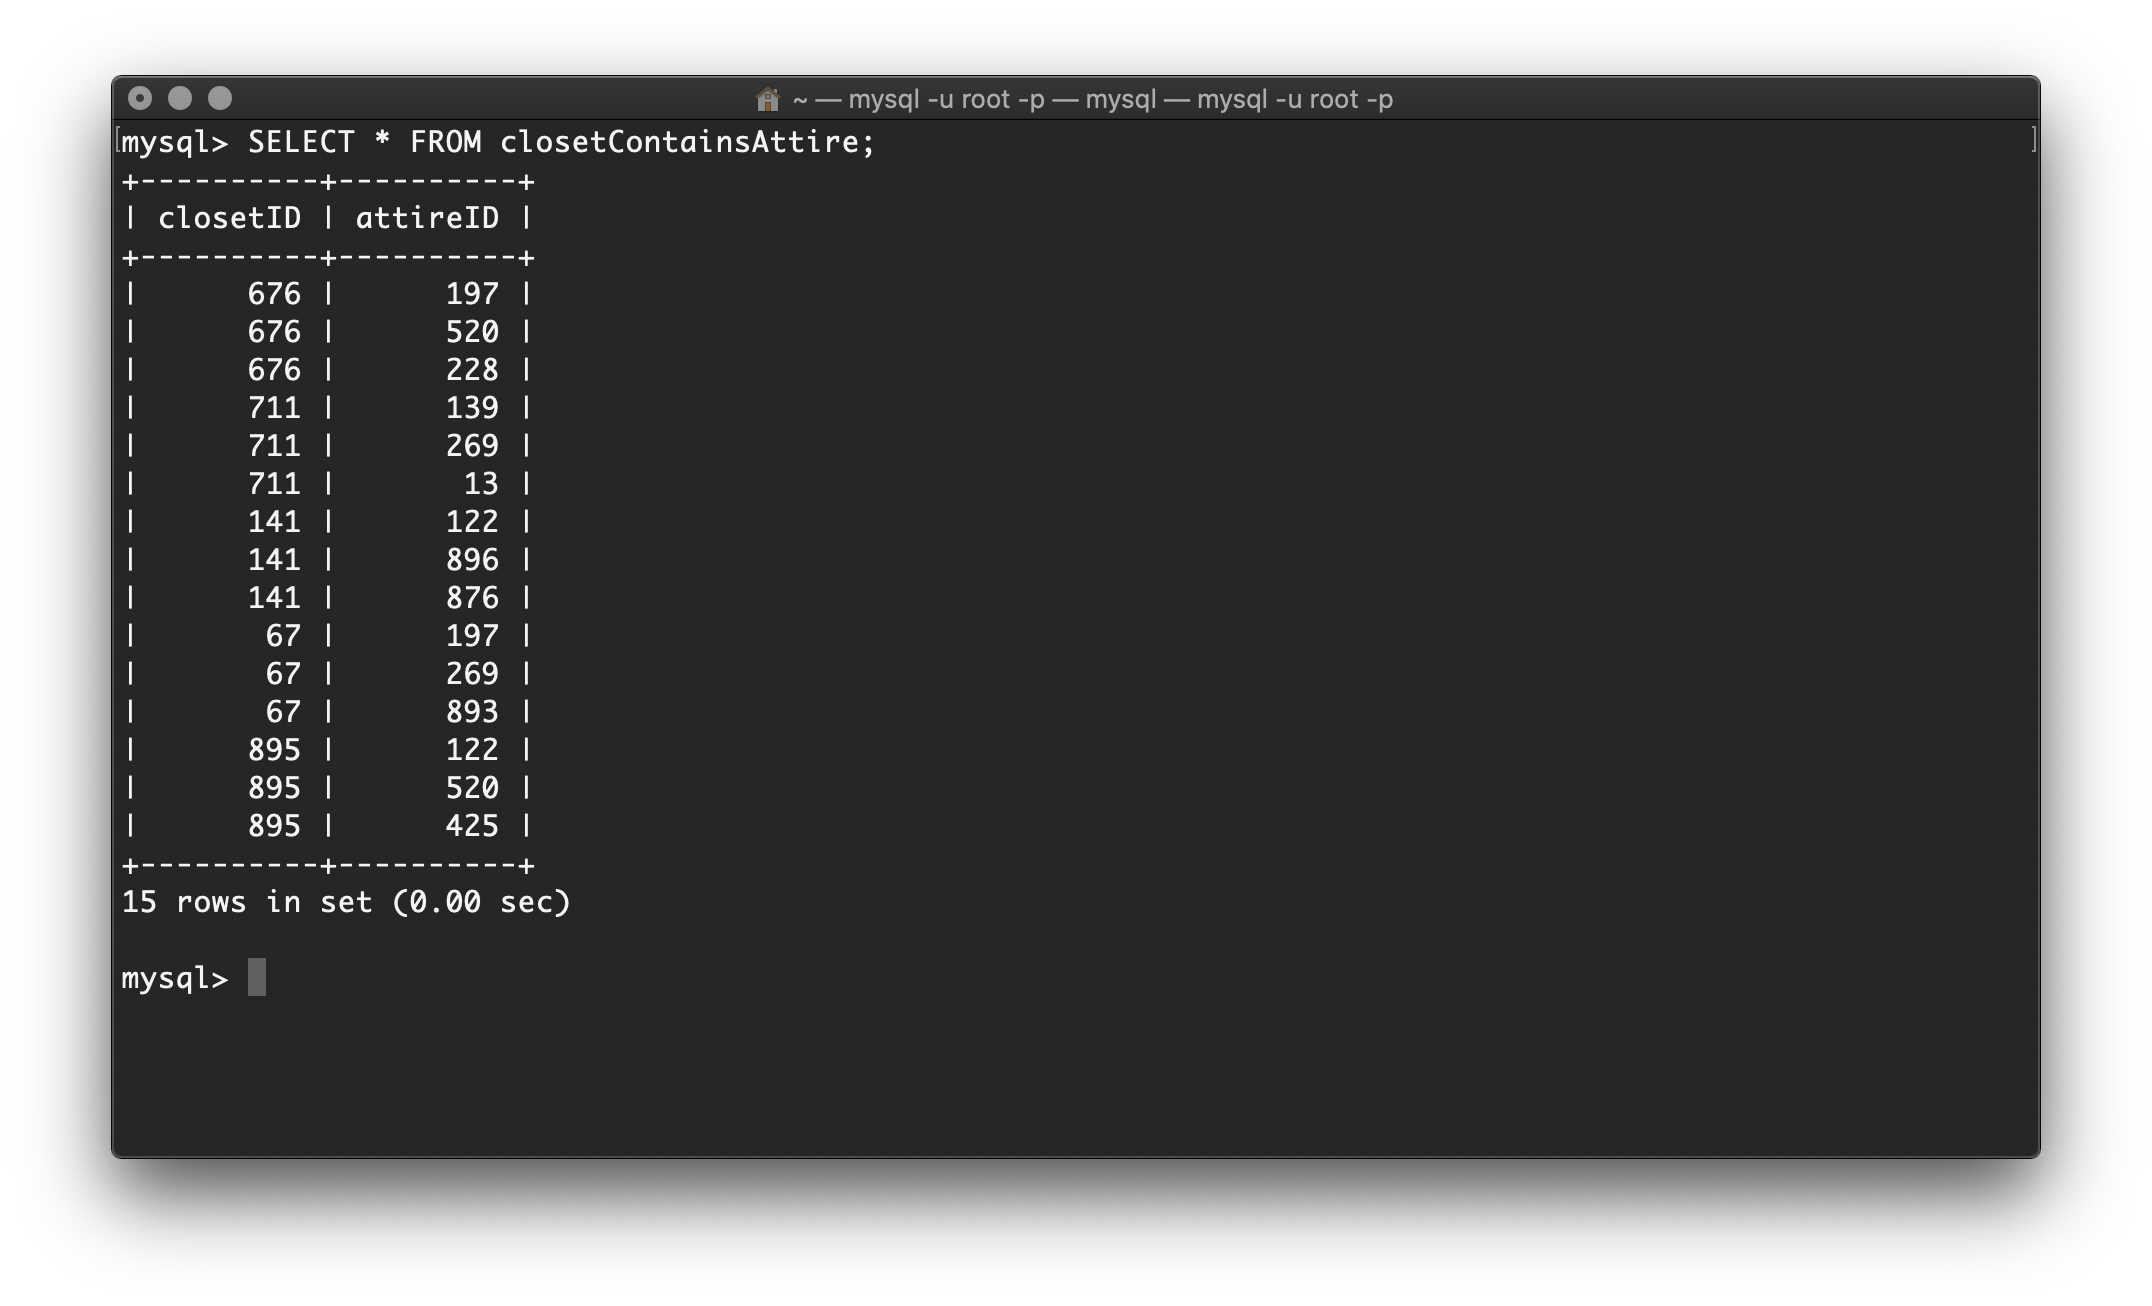 ~ — mysql -u root -p — mysql — mysql -u root -p
mysql> SELECT * FROM closetContainsAttire;
+----------+----------+
| closetID | attireID |
+----------+----------+
|      676 |      197 |
|      676 |      520 |
|      676 |      228 |
|      711 |      139 |
|      711 |      269 |
|      711 |       13 |
|      141 |      122 |
|      141 |      896 |
|      141 |      876 |
|       67 |      197 |
|       67 |      269 |
|       67 |      893 |
|      895 |      122 |
|      895 |      520 |
|      895 |      425 |
+----------+----------+
15 rows in set (0.00 sec)
mysql>